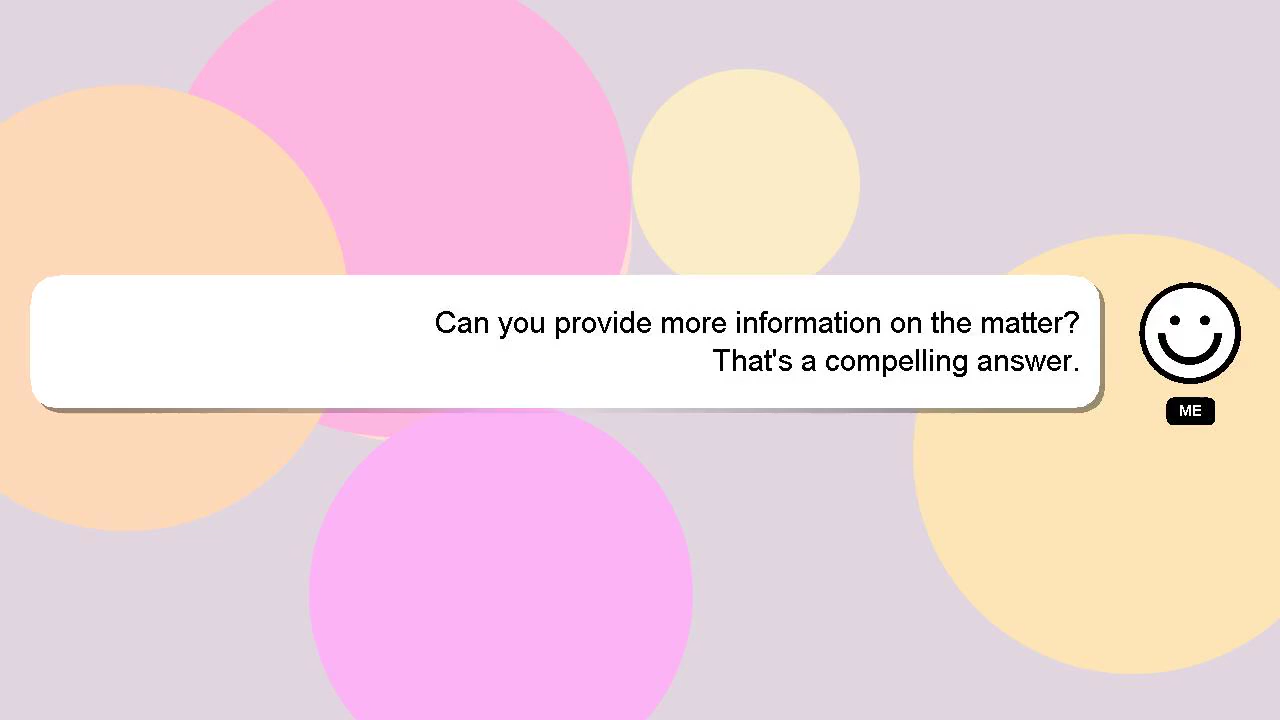 Can you provide more information on the matter?
That's a compelling answer.
ME